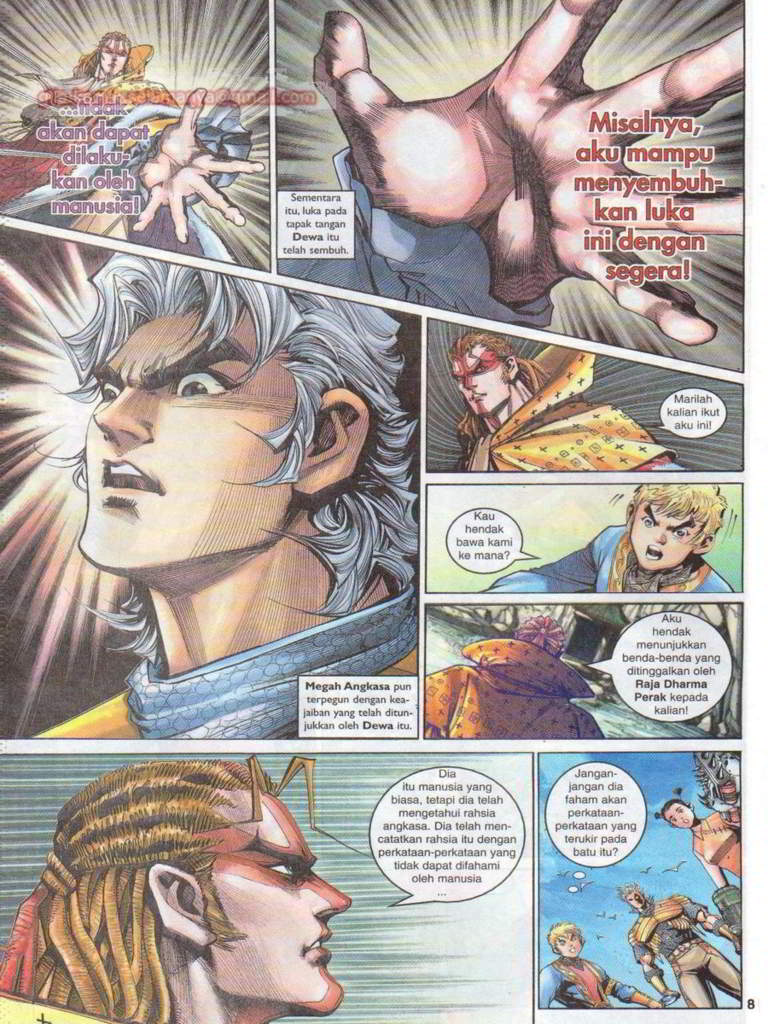 ...tidak
akan dapat
dilaku-
kan oleh
manusia!
Misalnya,
aku mampu
menyembuh-
kan luka
ini dengan
segera!
Sementara
itu, luka pada
tapak tangan
Dewa itu
telah sembuh.
Megah Angkasa pun
terpegun dengan kea-
jaiban yang telah ditun-
jukkan oleh Dewa itu.
Marilah
kalian ikut
aku ini!
Kau
hendak
bawa kami
ke mana?
Aku
hendak
menunjukkan
benda-benda yang
ditinggalkan oleh
Raja Dharma
Perak kepada
kalian!
Dia
itu manusia yang
biasa, tetapi dia telah
mengetahui rahsia
angkasa. Dia telah men-
catatkan rahsia itu dengan
perkataan-perkataan yang
tidak dapat difahami
oleh manusia
...
Jangan-
jangan dia
faham akan
perkataan-
perkataan yang
terukir pada
batu itu?
8